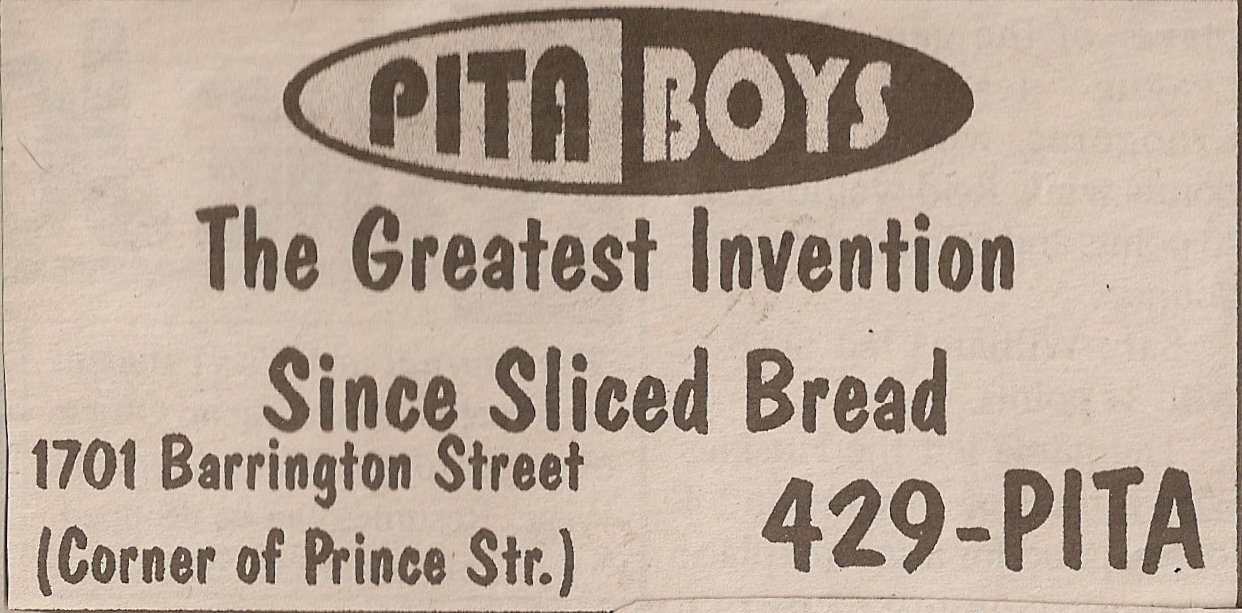 PITA BOYS
The Greatest Invention
Since Sliced Bread
1701 Barrington Street
(Corner of Prince Str.)
429-PITA